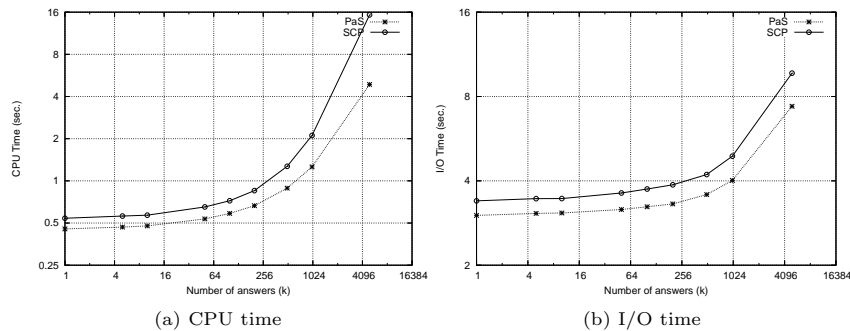 16
8
4
2
1
0.5
0.25
CPU Time (sec.)
PaS
SCP
1 4 16 64 256 1024 4096 16384
Number of answers (k)
(a) CPU time
16
8
4
2
I/O Time (sec.)
PaS
SCP
1 4 16 64 256 1024 4096 16384
Number of answers (k)
(b) I/O time